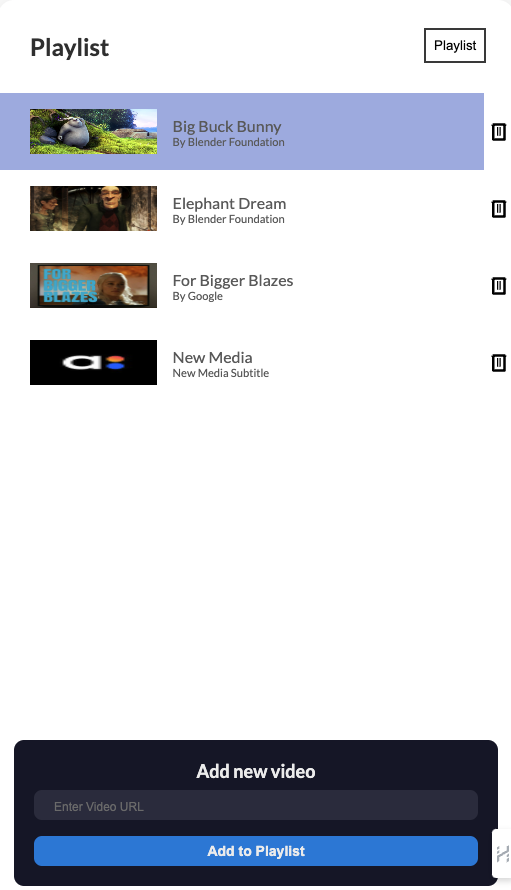 Playlist
Playlist
Big Buck Bunny
By Blender Foundation
Elephant Dream
By Blender Foundation
FOR
BIGGER
BLAZES
For Bigger Blazes
By Google
a:
New Media
New Media Subtitle
Add new video
Enter Video URL
Add to Playlist